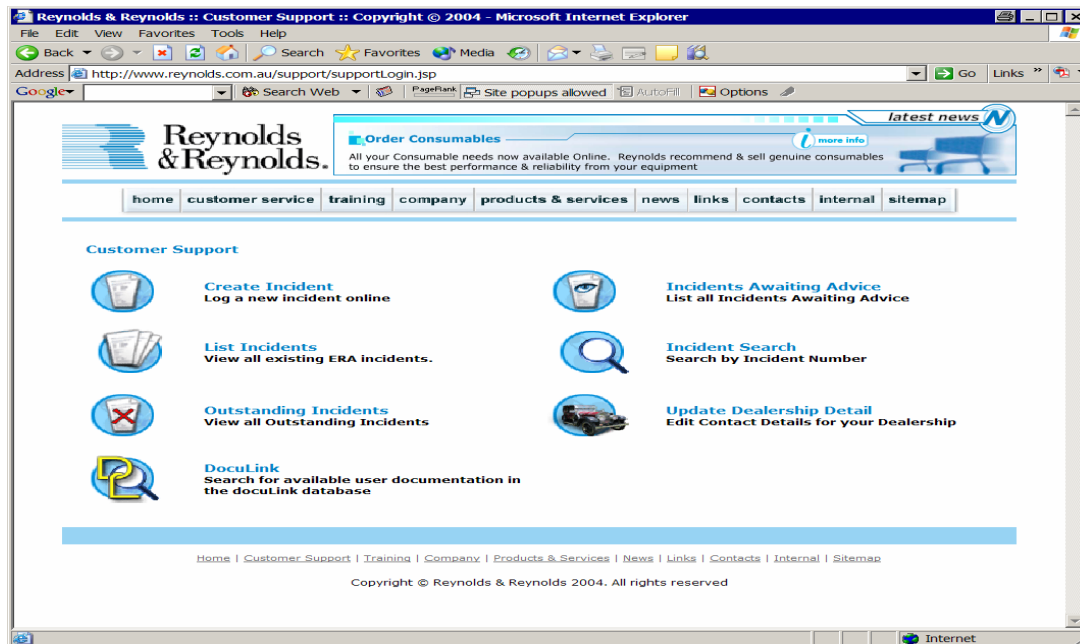 Reynolds & Reynolds :: Customer Support :: Copyright © 2004 - Microsoft Internet Explorer
File Edit View Favorites Tools Help
Back Search Favorites Media
Address http://www.reynolds.com.au/support/supportLogin.jsp Go Links »
Google Search Web PageRank Site popups allowed AutoFill Options
latest news N
Reynolds
&Reynolds.
Order Consumables
i more info
All your Consumable needs now available Online. Reynolds recommend & sell genuine consumables
to ensure the best performance & reliability from your equipment
home customer service training company products & services news links contacts internal sitemap
Customer Support
Create Incident
Log a new incident online
Incidents Awaiting Advice
List all Incidents Awaiting Advice
List Incidents
View all existing ERA incidents.
Incident Search
Search by Incident Number
Outstanding Incidents
View all Outstanding Incidents
Update Dealership Detail
Edit Contact Details for your Dealership
DL
DocuLink
Search for available user documentation in
the docuLink database
Home | Customer Support | Training | Company | Products & Services | News | Links | Contacts | Internal | Sitemap
Copyright © Reynolds & Reynolds 2004. All rights reserved
Internet